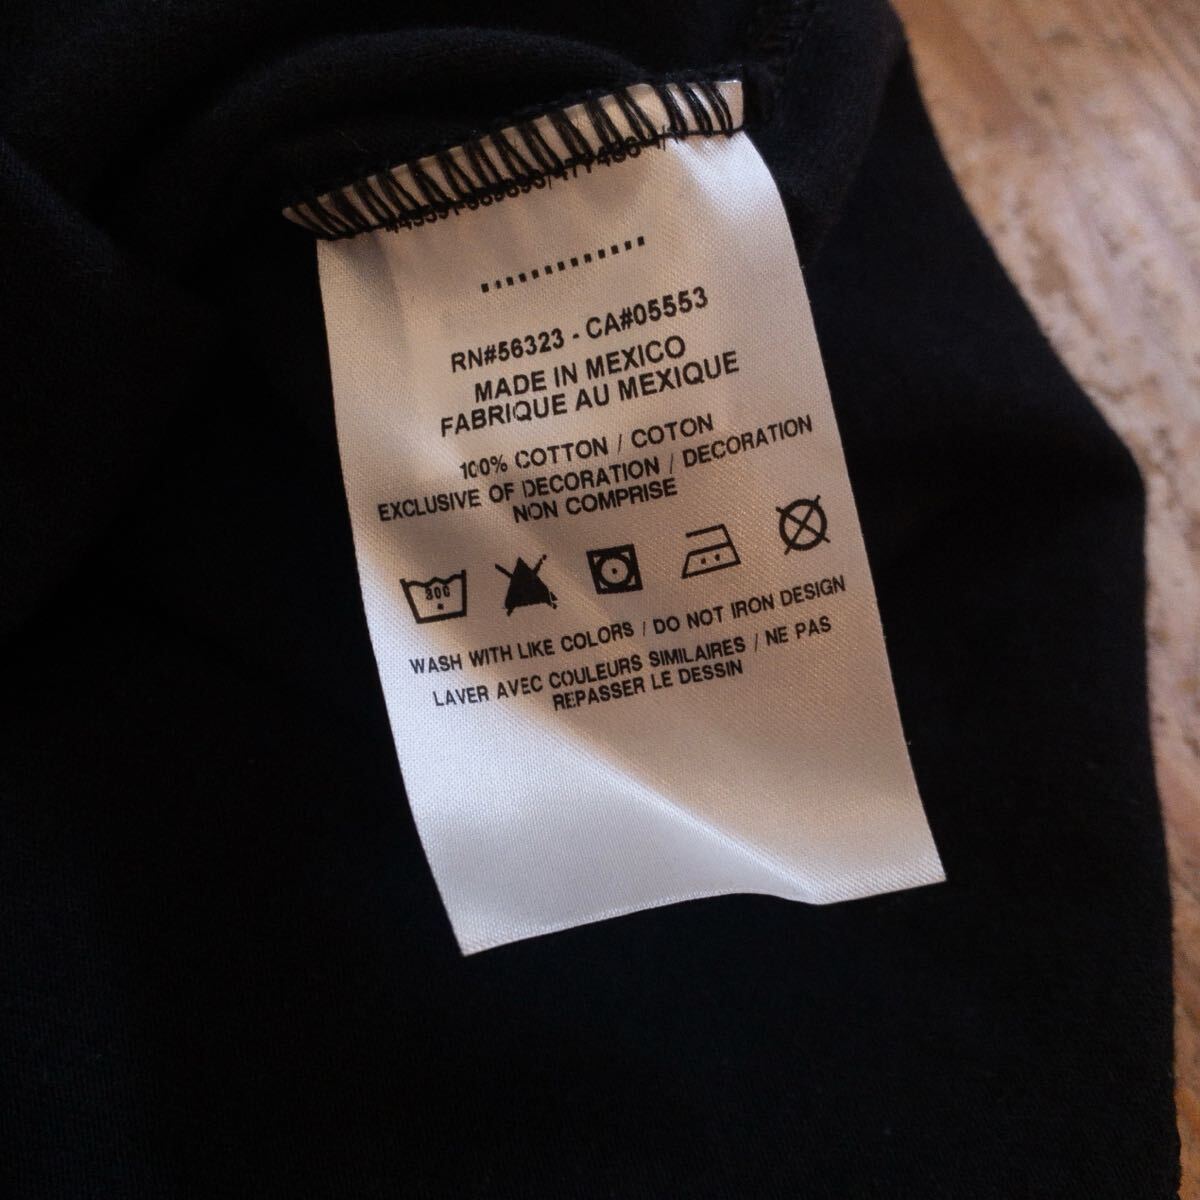 RN#56323 - CA#05553
MADE IN MEXICO
FABRIQUE AU MEXIQUE
100% COTTON / COTON
EXCLUSIVE OF DECORATION / DECORATION
NON COMPRISE
WASH WITH LIKE COLORS / DO NOT IRON DESIGN
LAVER AVEC COULEURS SIMILAIRES / NE PAS
REPASSER LE DESSIN